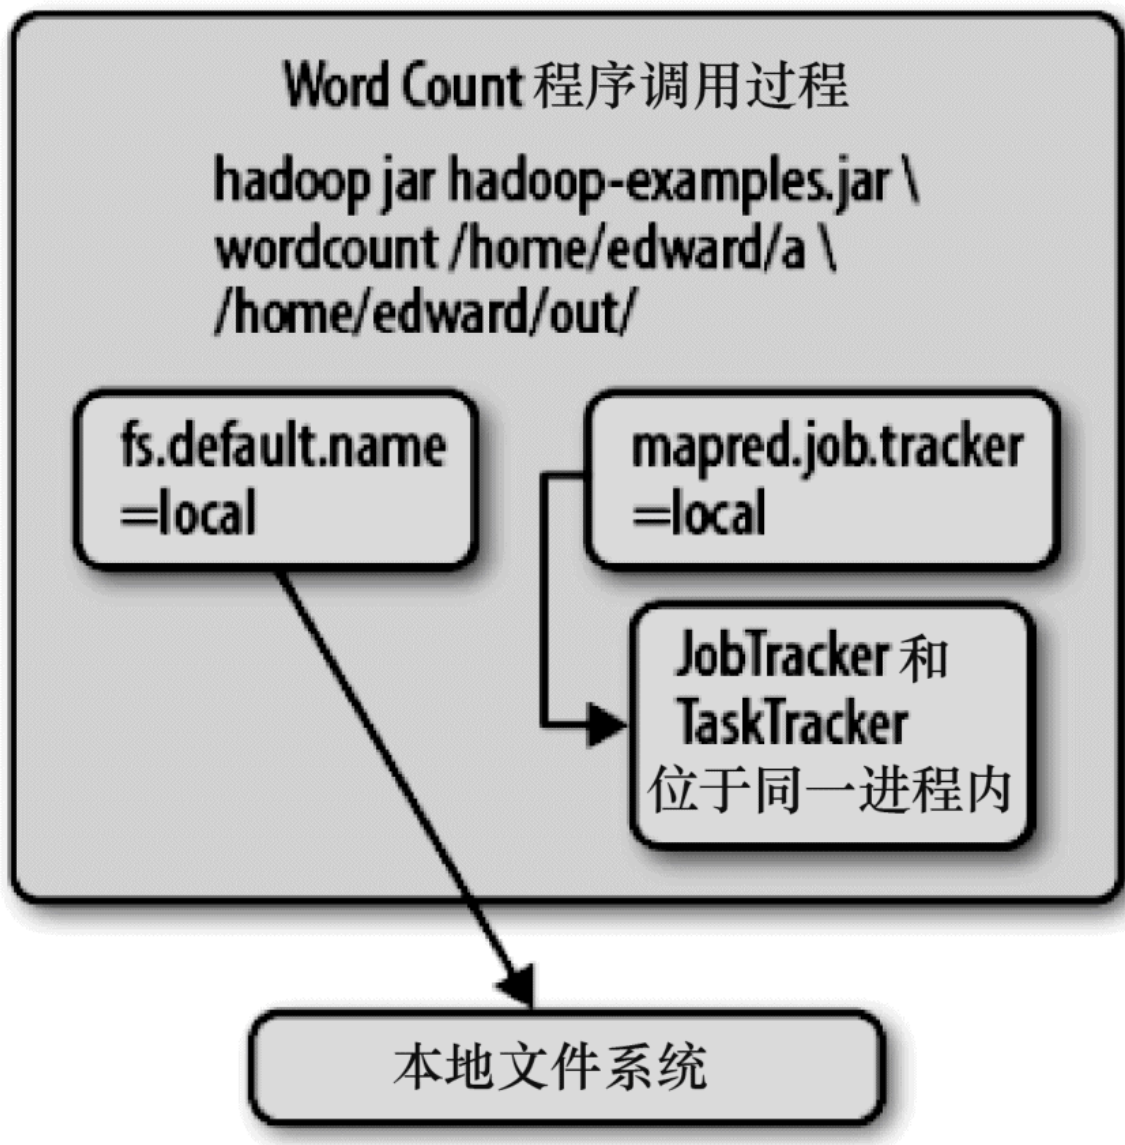 Word Count 程序调用过程
hadoop jar hadoop-examples.jar \
wordcount /home/edward/a \
/home/edward/out/
fs.default.name
=local
mapred.job.tracker
=local
JobTracker 和
TaskTracker
位于同一进程内
本地文件系统